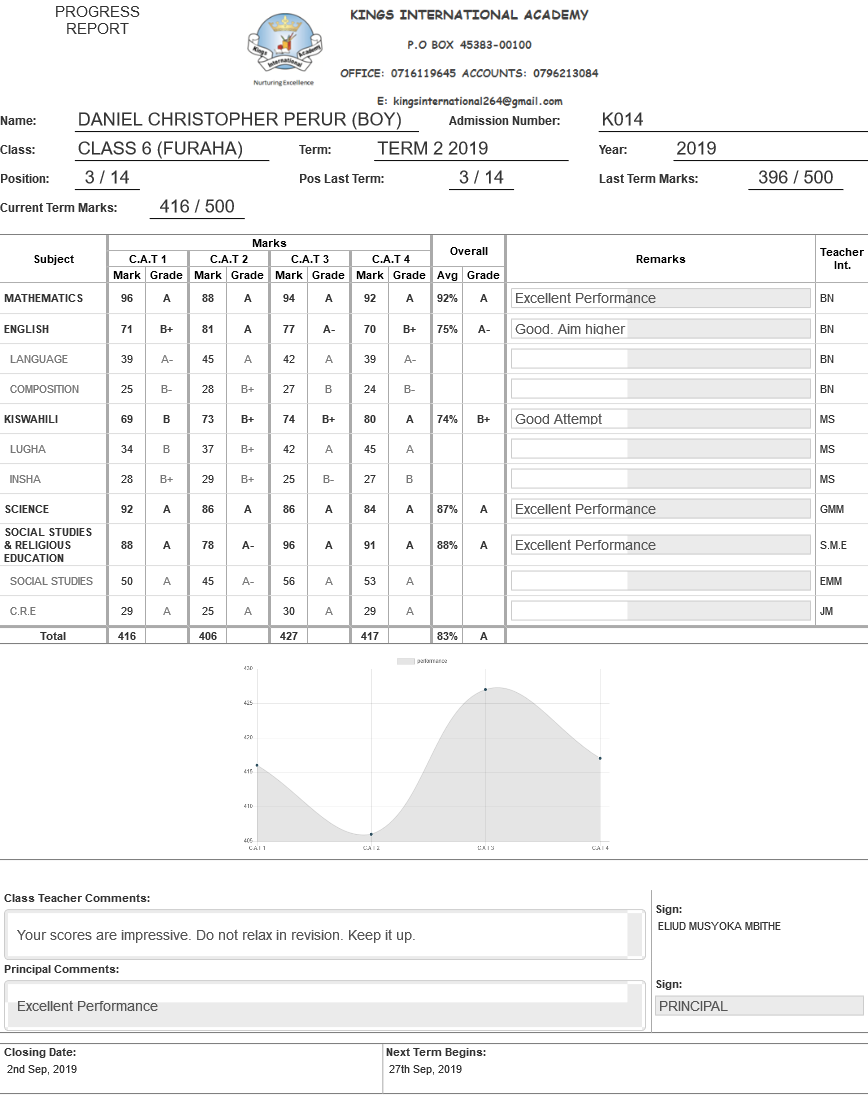 PROGRESS
REPORT
KINGS INTERNATIONAL ACADEMY
P.O BOX 45383-00100
OFFICE: 0716119645 ACCOUNTS: 0796213084
E: kingsinternational264@gmail.com
Kings International Academy
Nurturing Excellence
Name: DANIEL CHRISTOPHER PERUR (BOY) Admission Number: K014
Class: CLASS 6 (FURAHA) Term: TERM 2 2019 Year: 2019
Position: 3 / 14 Pos Last Term: 3 / 14 Last Term Marks: 396 / 500
Current Term Marks: 416 / 500
Subject Marks Overall Remarks Teacher Int.
C.A.T 1 C.A.T 2 C.A.T 3 C.A.T 4
Mark Grade Mark Grade Mark Grade Mark Grade Avg Grade
MATHEMATICS 96 A 88 A 94 A 92 A 92% A Excellent Performance BN
ENGLISH 71 B+ 81 A 77 A- 70 B+ 75% A- Good. Aim higher BN
LANGUAGE 39 A- 45 A 42 A 39 A- BN
COMPOSITION 25 B- 28 B+ 27 B 24 B- BN
KISWAHILI 69 B 73 B+ 74 B+ 80 A 74% B+ Good Attempt MS
LUGHA 34 B 37 B+ 42 A 45 A MS
INSHA 28 B+ 29 B+ 25 B- 27 B MS
SCIENCE 92 A 86 A 86 A 84 A 87% A Excellent Performance GMM
SOCIAL STUDIES
& RELIGIOUS
EDUCATION 88 A 78 A- 96 A 91 A 88% A Excellent Performance S.M.E
SOCIAL STUDIES 50 A 45 A- 56 A 53 A EMM
C.R.E 29 A 25 A 30 A 29 A JM
Total 416 406 427 417 83% A
performance
430
425
420
415
410
405
C.A.T 1 C.A.T 2 C.A.T 3 C.A.T 4
Class Teacher Comments:
Your scores are impressive. Do not relax in revision. Keep it up.
Sign:
ELIUD MUSYOKA MBITHE
Principal Comments:
Excellent Performance
Sign:
PRINCIPAL
Closing Date:
2nd Sep, 2019
Next Term Begins:
27th Sep, 2019